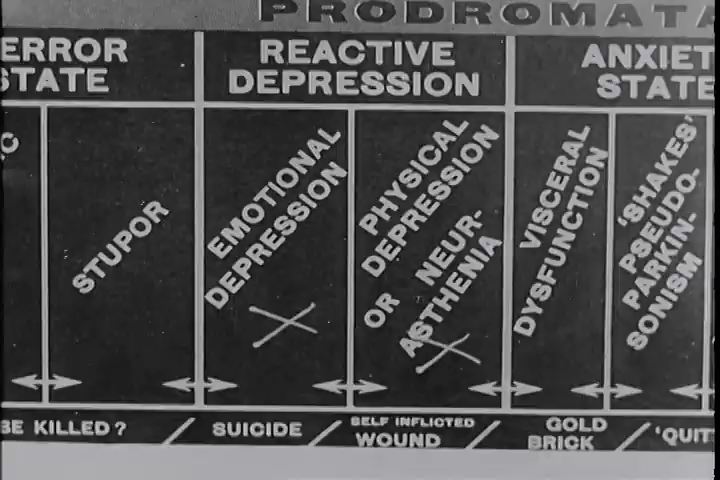 PRODROMATA
ERROR
STATE
REACTIVE
DEPRESSION
ANXIET
STATE
C
STUPOR
EMOTIONAL
DEPRESSION
PHYSICAL
DEPRESSION
OR NEUR-
ASTHENIA
VISCERAL
DYSFUNCTION
'SHAKES'
PSEUDO-
PARKIN-
SONISM
BE KILLED?
SUICIDE
SELF INFLICTED
WOUND
GOLD
BRICK
'QUIT